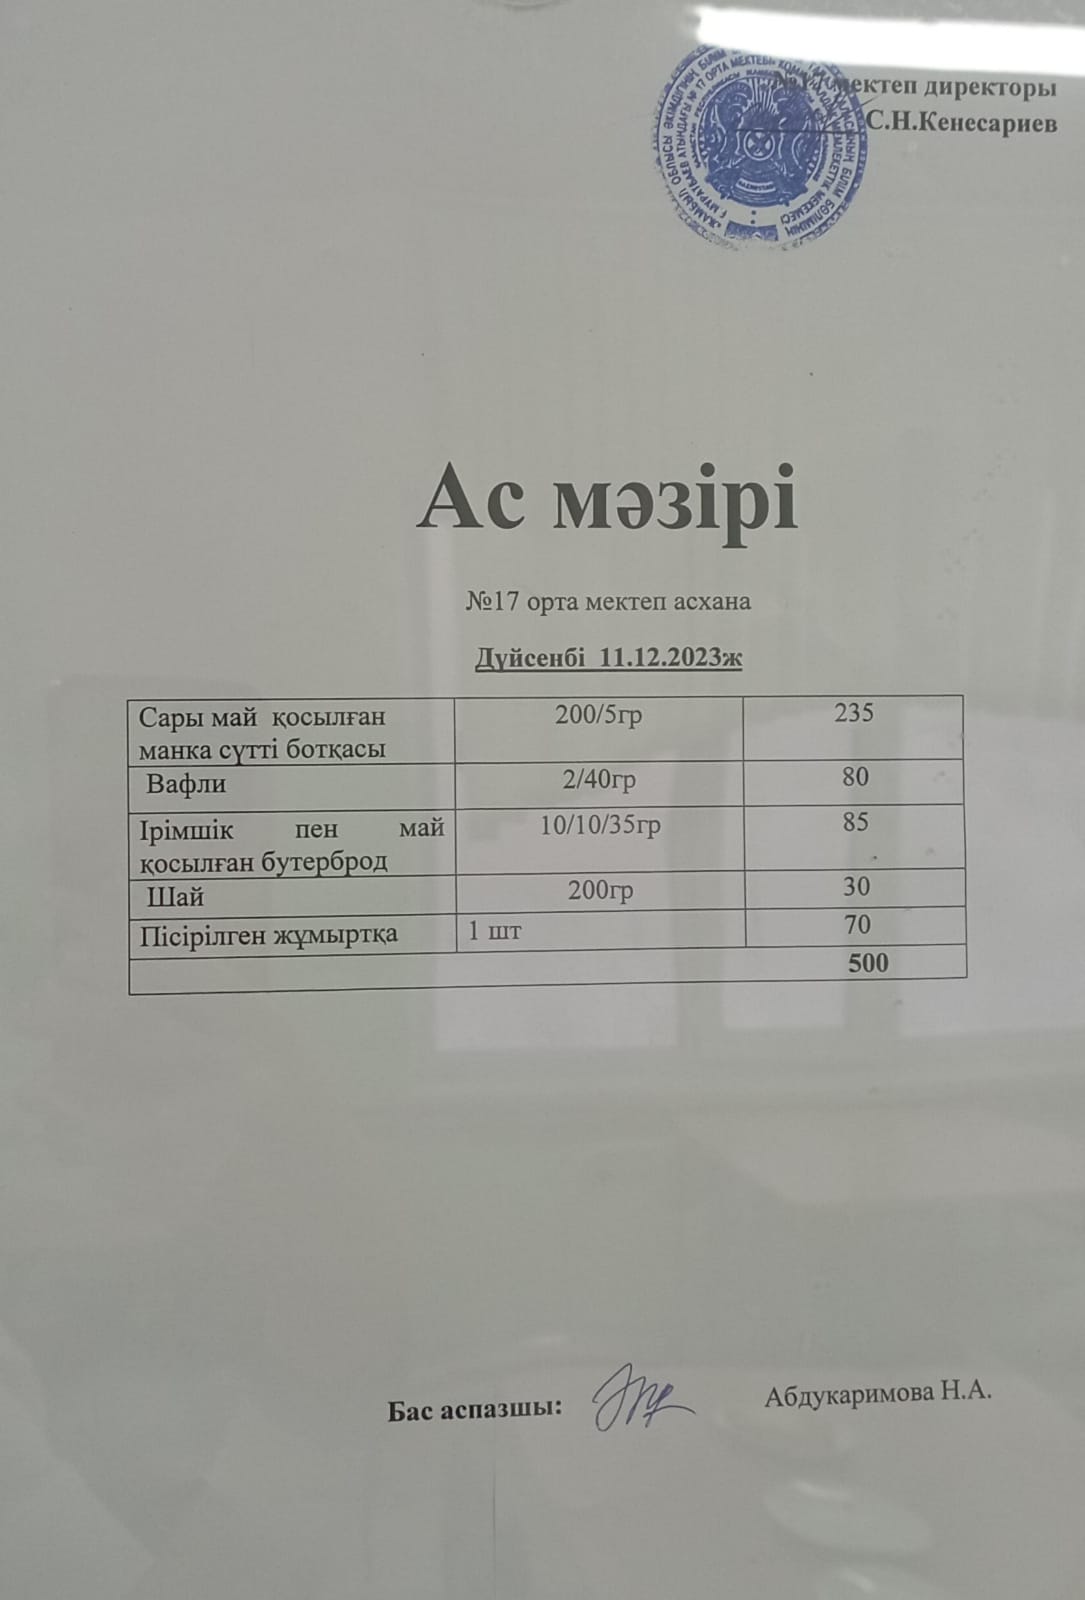 №17 мектеп директоры
С.Н.Кенесариев
Ас мәзірі
№17 орта мектеп асхана
Дүйсенбі 11.12.2023ж
Сары май қосылған
манка сүтті ботқасы
200/5гр
235
Вафли
2/40гр
80
Ірімшік пен май
қосылған бутерброд
10/10/35гр
85
Шай
200гр
30
Пісірілген жұмыртқа
1 шт
70
500
Бас аспазшы:
Абдукаримова Н.А.